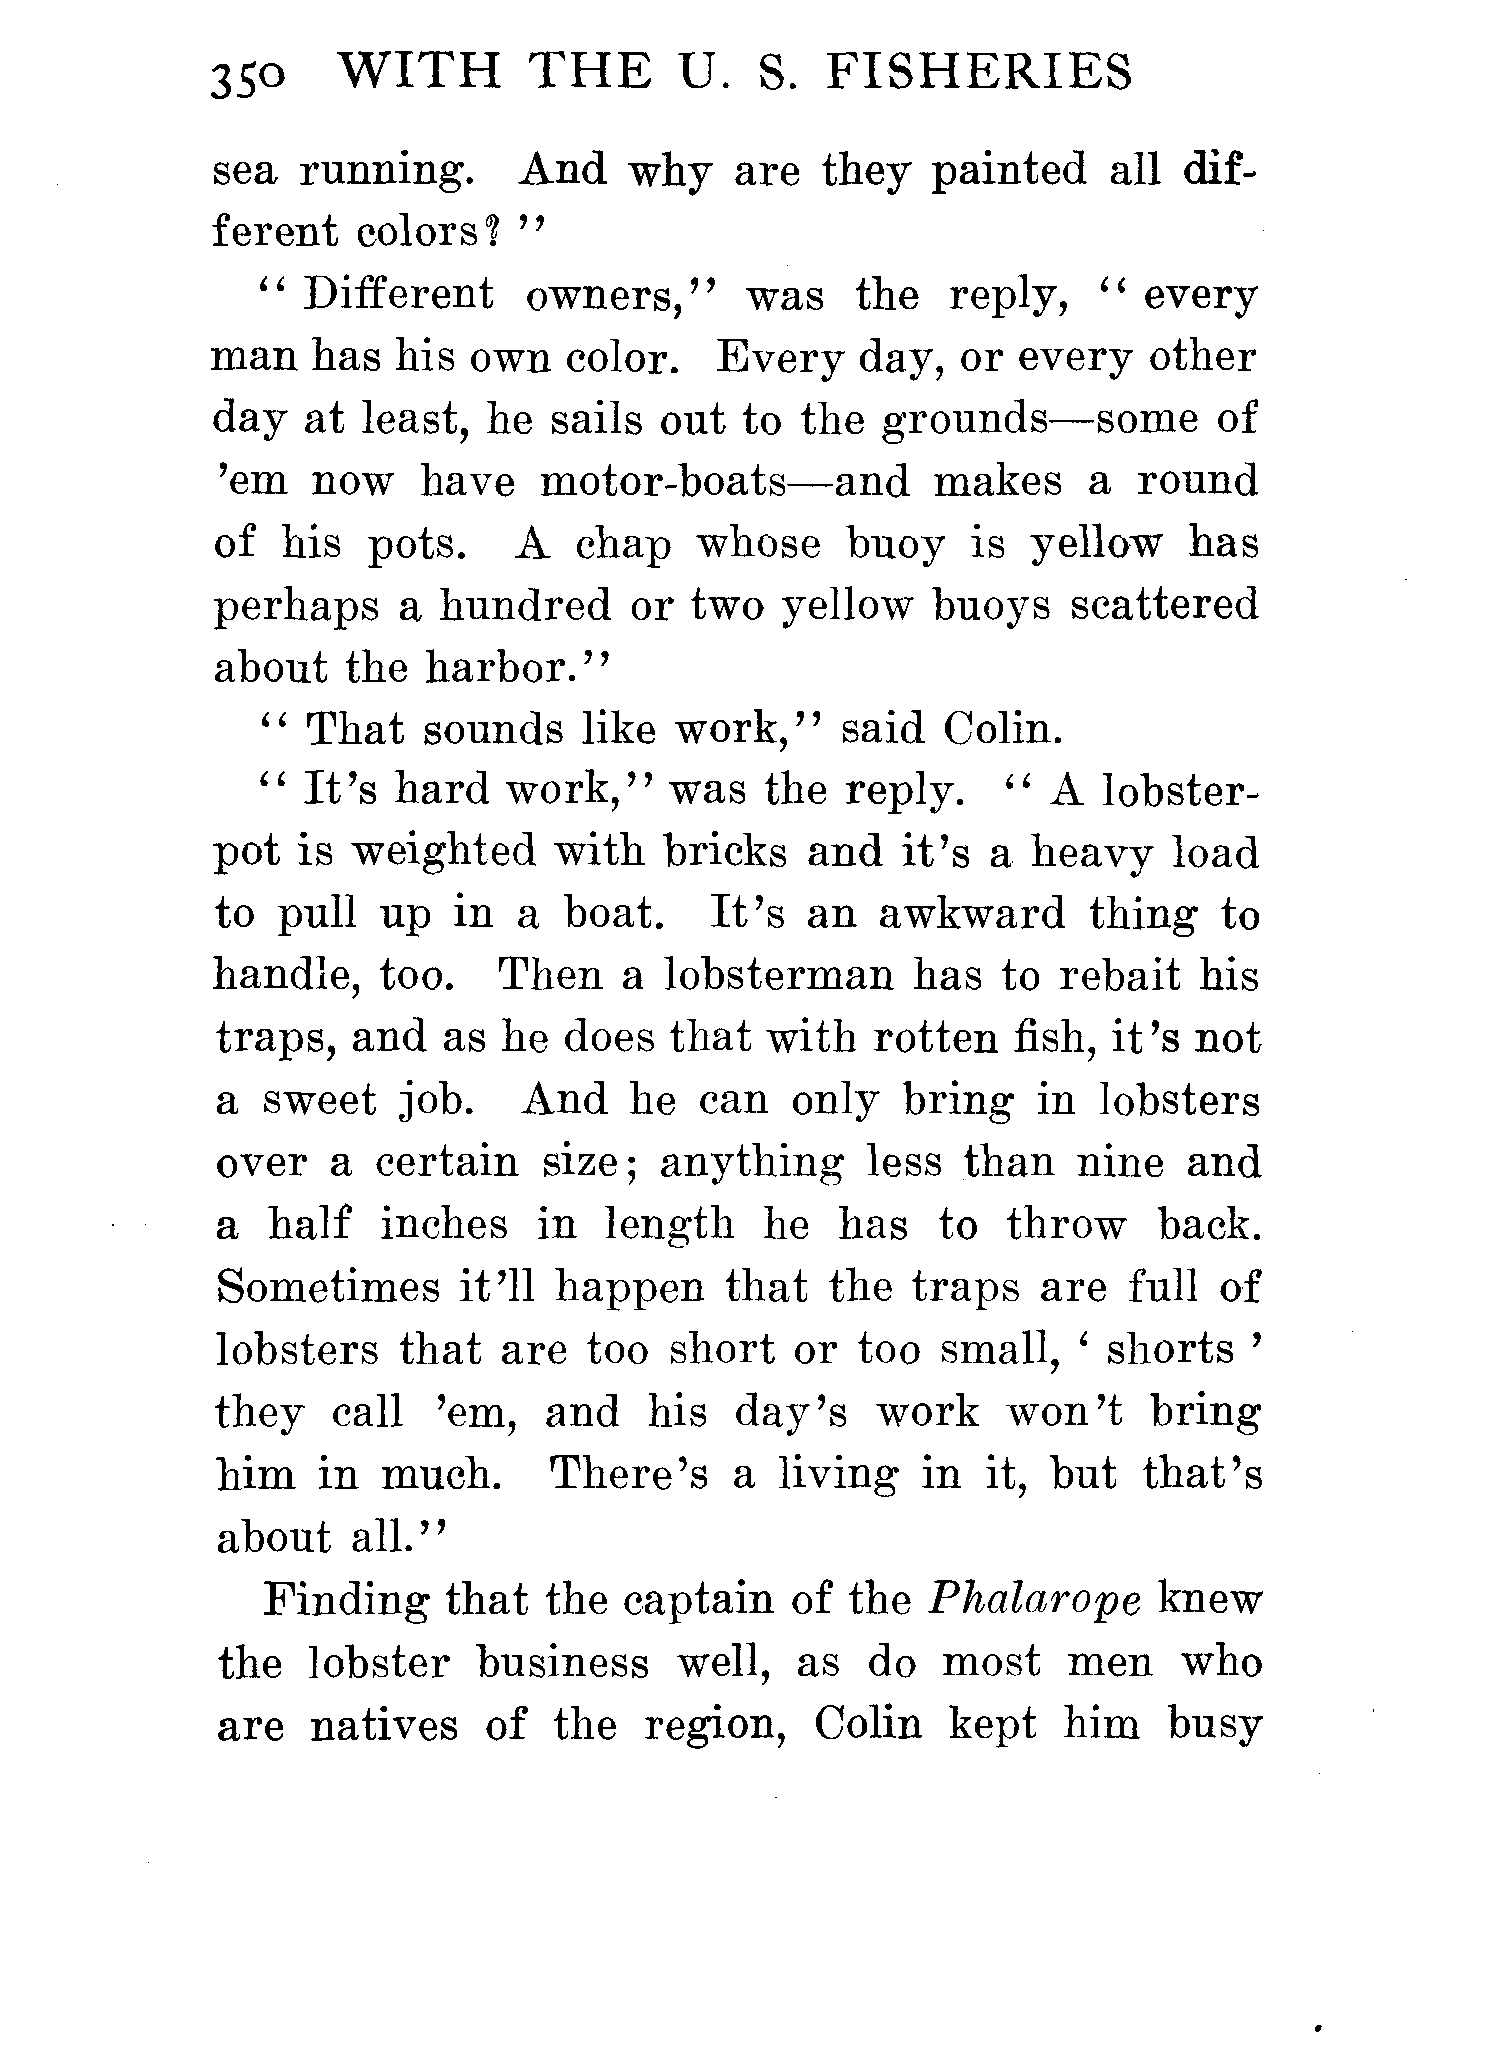 350 WITH THE U. S. FISHERIES
sea running. And why are they painted all dif-
ferent colors? ”
“ Different owners,” was the reply, “ every
man has his own color. Every day, or every other
day at least, he sails out to the grounds—some of
’em now have motor-boats—and makes a round
of his pots. A chap whose buoy is yellow has
perhaps a hundred or two yellow buoys scattered
about the harbor.”
“ That sounds like work,” said Colin.
“ It’s hard work,” was the reply. “ A lobster-
pot is weighted with bricks and it’s a heavy load
to pull up in a boat. It’s an awkward thing to
handle, too. Then a lobsterman has to rebait his
traps, and as he does that with rotten fish, it’s not
a sweet job. And he can only bring in lobsters
over a certain size; anything less than nine and
a half inches in length he has to throw back.
Sometimes it’ll happen that the traps are full of
lobsters that are too short or too small, ‘ shorts ’
they call ’em, and his day’s work won’t bring
him in much. There’s a living in it, but that’s
about all.”
Finding that the captain of the Phalarope knew
the lobster business well, as do most men who
are natives of the region, Colin kept him busy